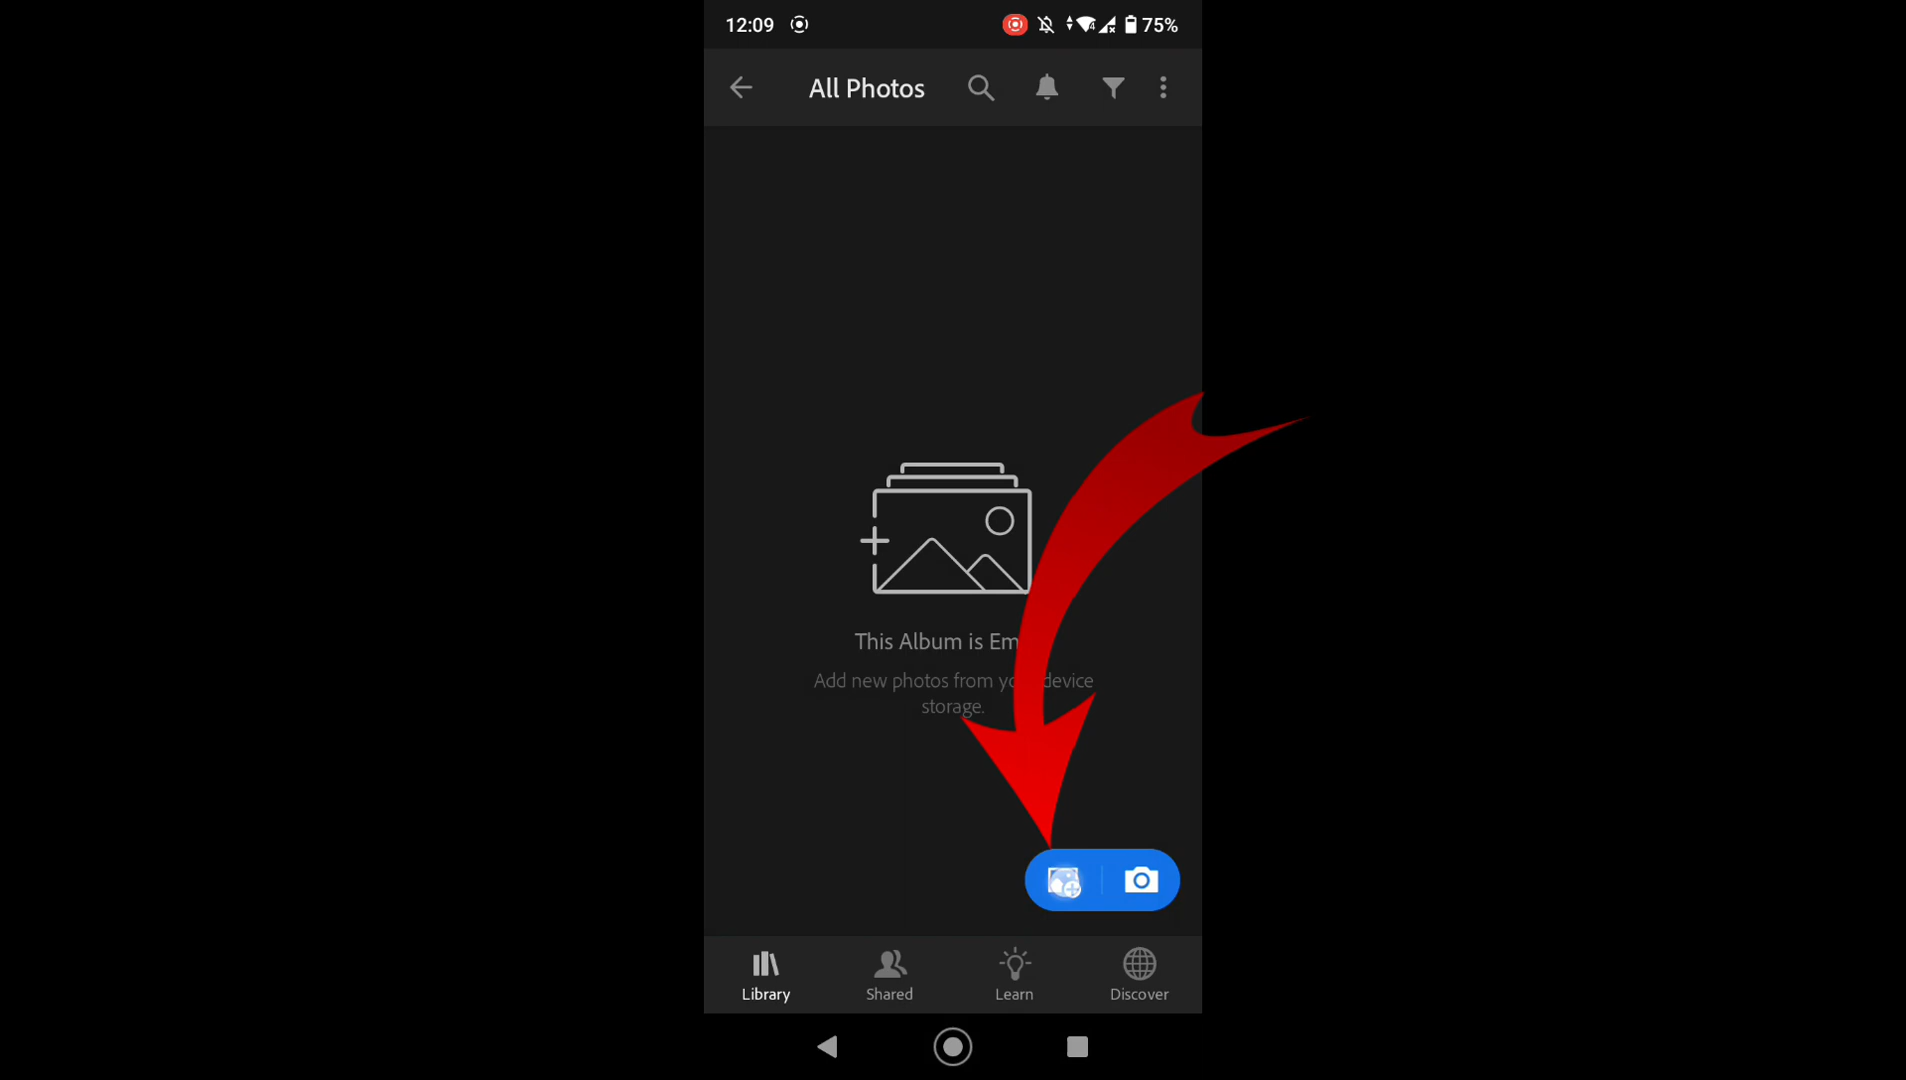 12:09 75%
All Photos
This Album is Em
Add new photos from yo device
storage.
Library Shared Learn Discover